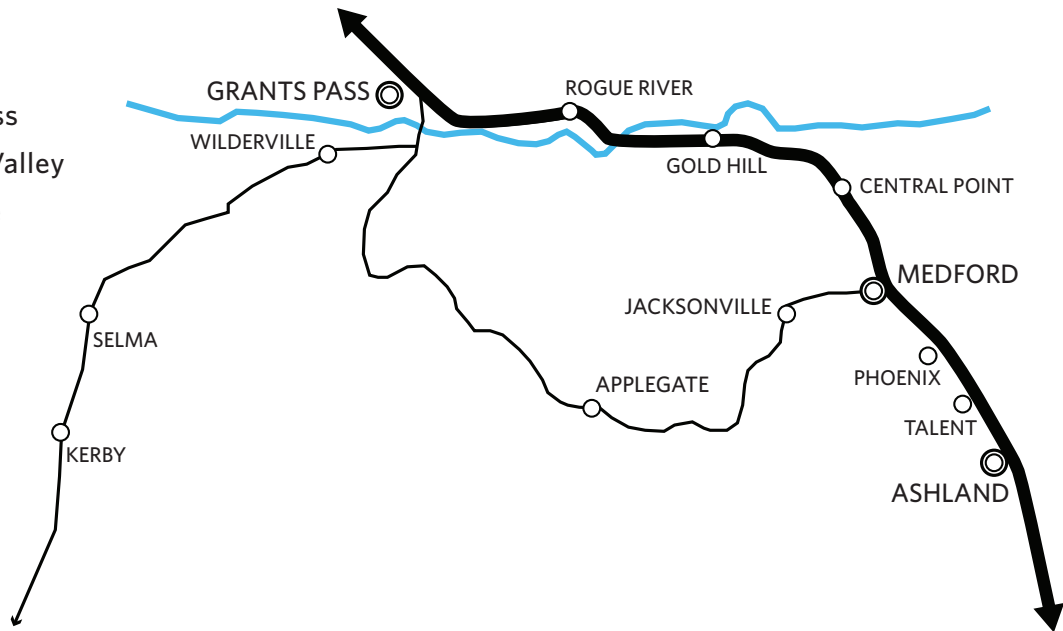 GRANTS PASS
ROGUE RIVER
ss
WILDERVILLE
Valley
GOLD HILL
CENTRAL POINT
MEDFORD
JACKSONVILLE
SELMA
PHOENIX
APPLEGATE
TALENT
KERBY
ASHLAND